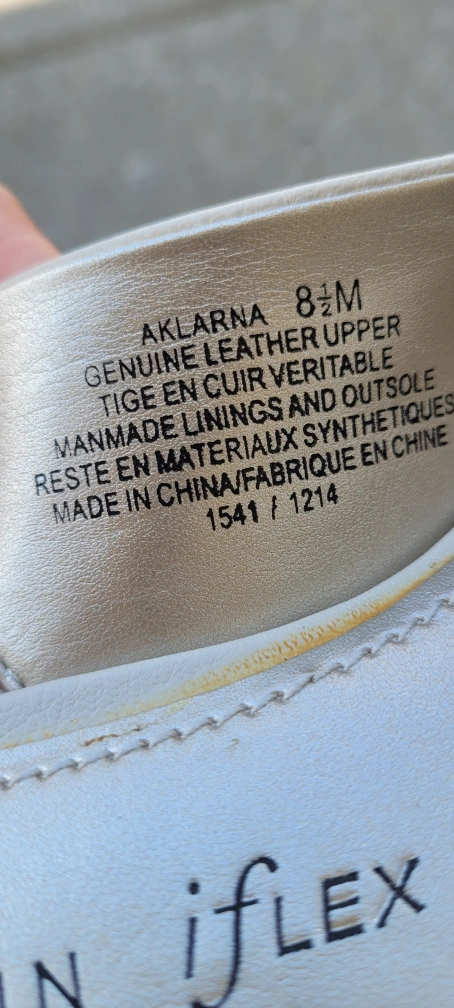 AKLARNA 8½M
GENUINE LEATHER UPPER
TIGE EN CUIR VERITABLE
MANMADE LININGS AND OUTSOLE
RESTE EN MATERIAUX SYNTHETIQUES
MADE IN CHINA/FABRIQUE EN CHINE
1541 / 1214
iFLEX